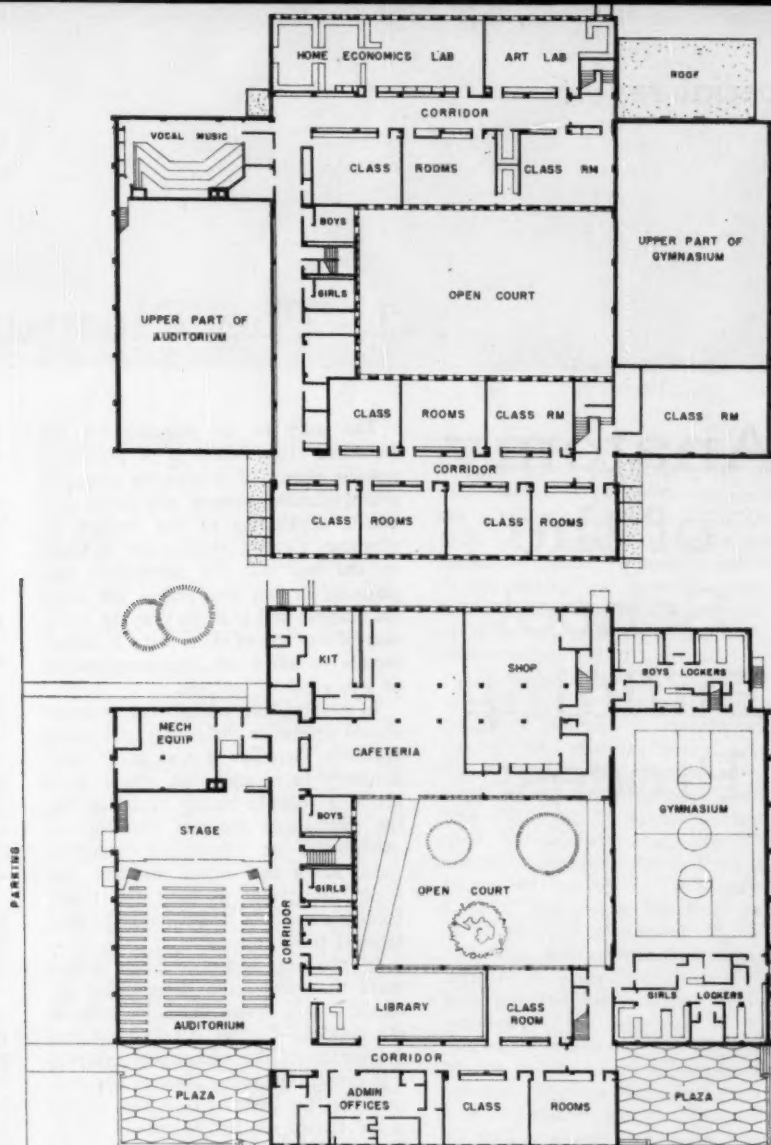 HOME ECONOMICS LAB
ART LAB
ROOF
CORRIDOR
VOCAL MUSIC
CLASS ROOMS
CLASS RM
BOYS
UPPER PART OF
GYMNASIUM
GIRLS
OPEN COURT
UPPER PART OF
AUDITORIUM
CLASS ROOMS
CLASS RM
CLASS RM
CORRIDOR
CLASS ROOMS
CLASS ROOMS
KIT
SHOP
BOYS LOCKERS
MECH
EQUIP
CAFETERIA
GYMNASIUM
STAGE
BOYS
PARKING
GIRLS
OPEN COURT
CORRIDOR
LIBRARY
CLASS
ROOM
GIRLS LOCKERS
AUDITORIUM
CORRIDOR
PLAZA
ADMIN
OFFICES
CLASS ROOMS
PLAZA